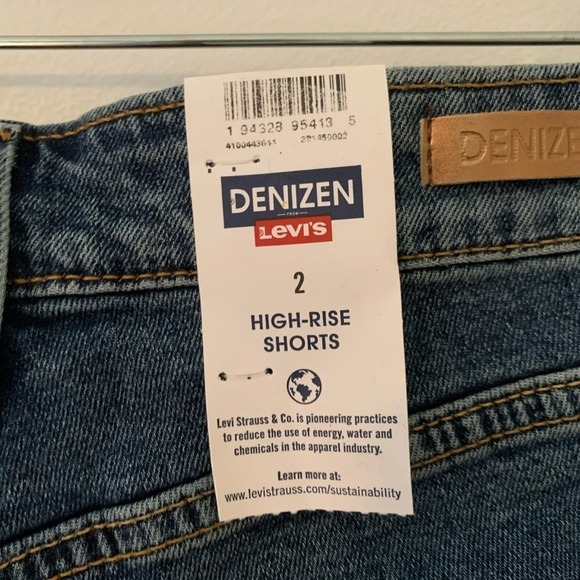 1 94328 95413 5
DENIZEN
FROM
Levi's
2
HIGH-RISE
SHORTS
Levi Strauss & Co. is pioneering practices
to reduce the use of energy, water and
chemicals in the apparel industry.
Learn more at:
www.levistrauss.com/sustainability
DENIZE